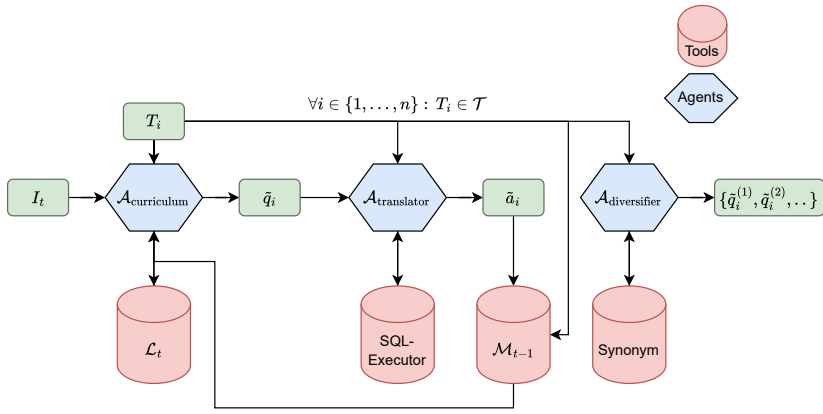 Tools
Agents
∀i ∈ {1, . . . , n} : T_i ∈ 𝒯
T_i
I_t
𝒜_curriculum
q̃_i
𝒜_translator
ã_i
𝒜_diversifier
{q̃_i^(1), q̃_i^(2), . . }
ℒ_t
SQL-
Executor
ℳ_{t−1}
Synonym